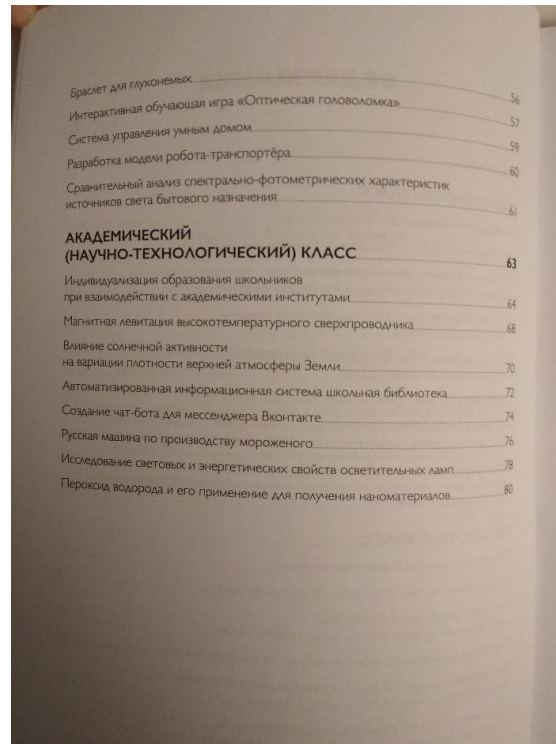 Браслет для глухонемых 56
Интерактивная обучающая игра «Оптическая головоломка» 57
Система управления умным домом 59
Разработка модели робота-транспортёра 60
Сравнительный анализ спектрально-фотометрических характеристик
источников света бытового назначения 61
АКАДЕМИЧЕСКИЙ
(НАУЧНО-ТЕХНОЛОГИЧЕСКИЙ) КЛАСС 63
Индивидуализация образования школьников
при взаимодействии с академическими институтами 64
Магнитная левитация высокотемпературного сверхпроводника 68
Влияние солнечной активности
на вариации плотности верхней атмосферы Земли 70
Автоматизированная информационная система школьная библиотека 72
Создание чат-бота для мессенджера Вконтакте 74
Русская машина по производству мороженого 76
Исследование световых и энергетических свойств осветительных ламп 78
Пероксид водорода и его применение для получения наноматериалов 80